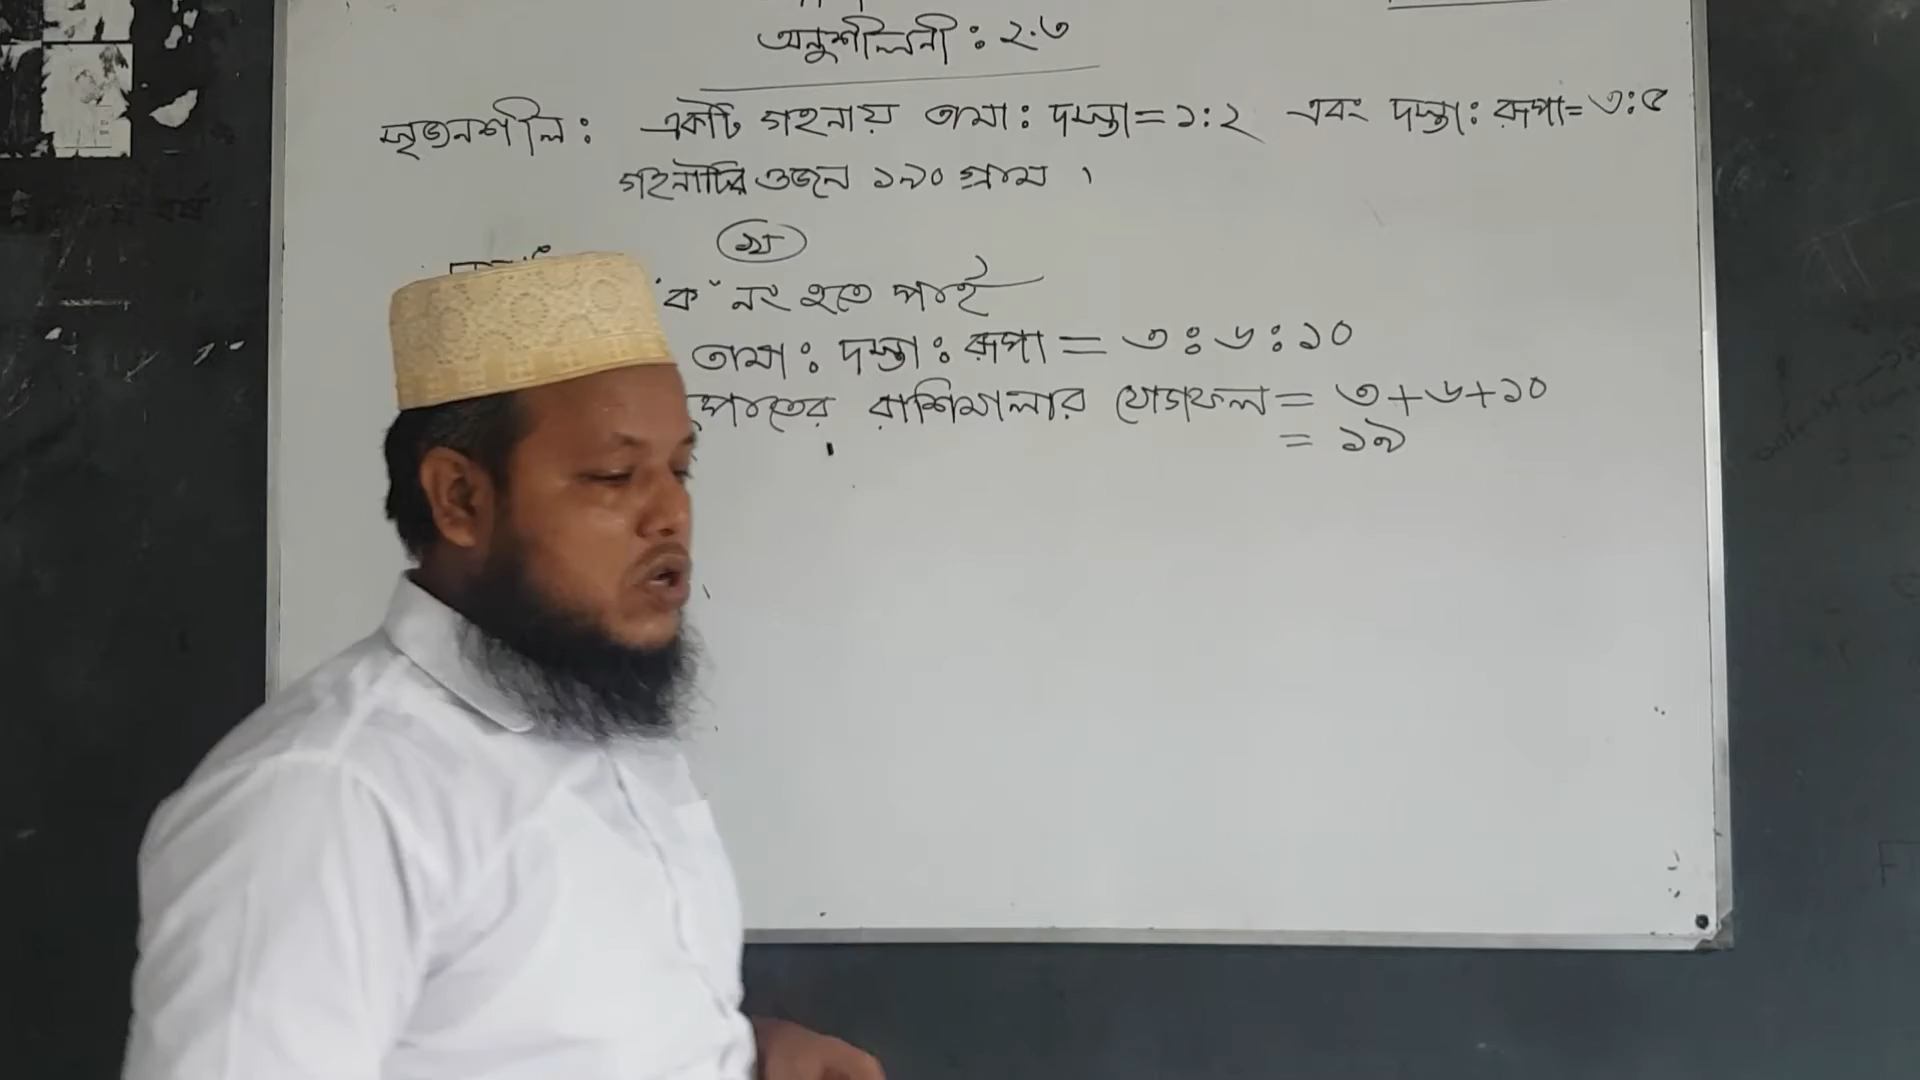 অনুশীলনী : ২.৩
সৃজনশীল : একটি গহনায় তামা : দস্তা = ১ : ২ এবং দস্তা : রূপা = ৩ : ৫
গহনাটির ওজন ১৯০ গ্রাম ।
খ
"ক" নং হতে পাই
তামা : দস্তা : রূপা = ৩ : ৬ : ১০
পাতের রাশিমালার যোগফল = ৩+৬+১০
= ১৯